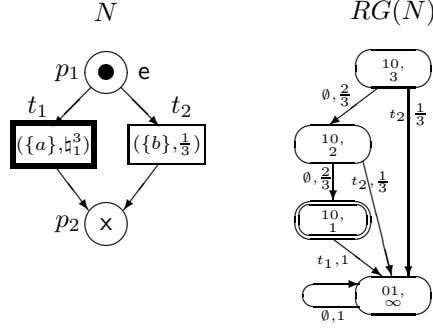 N
RG(N)
p₁
e
t₁
t₂
({a},♮₁³)
({b},1/3)
p₂
x
10,
3
∅,2/3
t₂,1/3
10,
2
∅,2/3
t₂,1/3
10,
1
t₁,1
01,
∞
∅,1